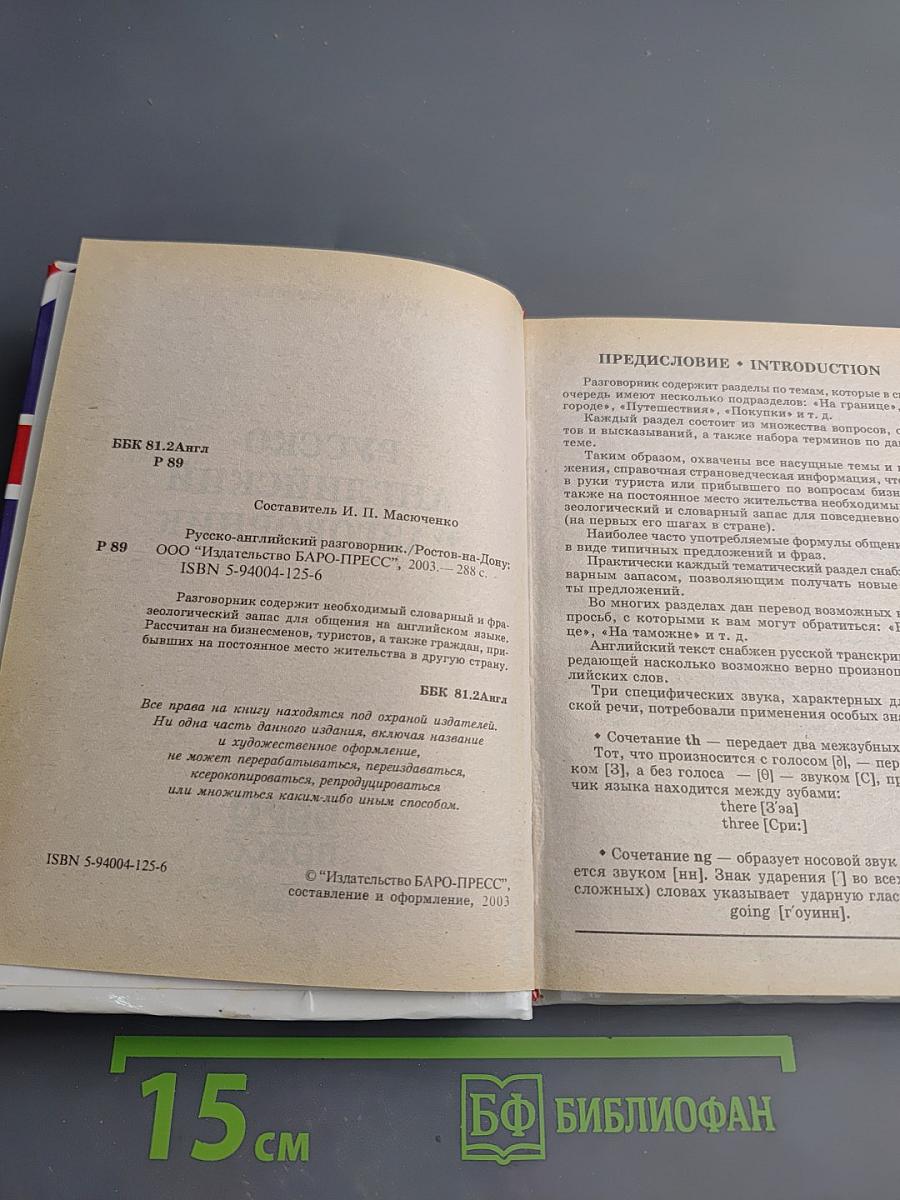 ББК 81.2Англ
Р 89
Составитель И. П. Масюченко
Русско-английский разговорник./Ростов-на-Дону:
Р 89 ООО "Издательство БАРО-ПРЕСС", 2003.— 288 с.
ISBN 5-94004-125-6
Разговорник содержит необходимый словарный и фра-
зеологический запас для общения на английском языке.
Рассчитан на бизнесменов, туристов, а также граждан, при-
бывших на постоянное место жительства в другую страну.
ББК 81.2Англ
Все права на книгу находятся под охраной издателей.
Ни одна часть данного издания, включая название
и художественное оформление,
не может перерабатываться, переиздаваться,
ксерокопироваться, репродуцироваться
или множиться каким-либо иным способом.
ISBN 5-94004-125-6
© "Издательство БАРО-ПРЕСС",
составление и оформление, 2003
ПРЕДИСЛОВИЕ • INTRODUCTION
Разговорник содержит разделы по темам, которые в
очередь имеют несколько подразделов: «На границе»,
городе», «Путешествия», «Покупки» и т. д.
Каждый раздел состоит из множества вопросов,
тов и высказываний, а также набора терминов по
теме.
Таким образом, охвачены все насущные темы и
жения, справочная страноведческая информация,
в руки туриста или прибывшего по вопросам
также на постоянное место жительства
зеологический и словарный запас для
(на первых его шагах в стране).
Наиболее часто употребляемые формулы
в виде типичных предложений и фраз.
Практически каждый тематический раздел
варным запасом, позволяющим получать новые
ты предложений.
Во многих разделах дан перевод возможных
просьб, с которыми к вам могут обратиться:
це», «На таможне» и т. д.
Английский текст снабжен русской
редающей насколько возможно верно
лийских слов.
Три специфических звука, характерных
ской речи, потребовали применения особых
• Сочетание th — передает два межзубных
Тот, что произносится с голосом [ð], —
ком [З], а без голоса — [θ] — звуком [С],
чик языка находится между зубами:
there [З'эа]
three [Сри:]
• Сочетание ng — образует носовой звук
ется звуком [нн]. Знак ударения ['] во
сложных) словах указывает ударную
going [г'оуинн].
15 см
БФ БИБЛИОФАН